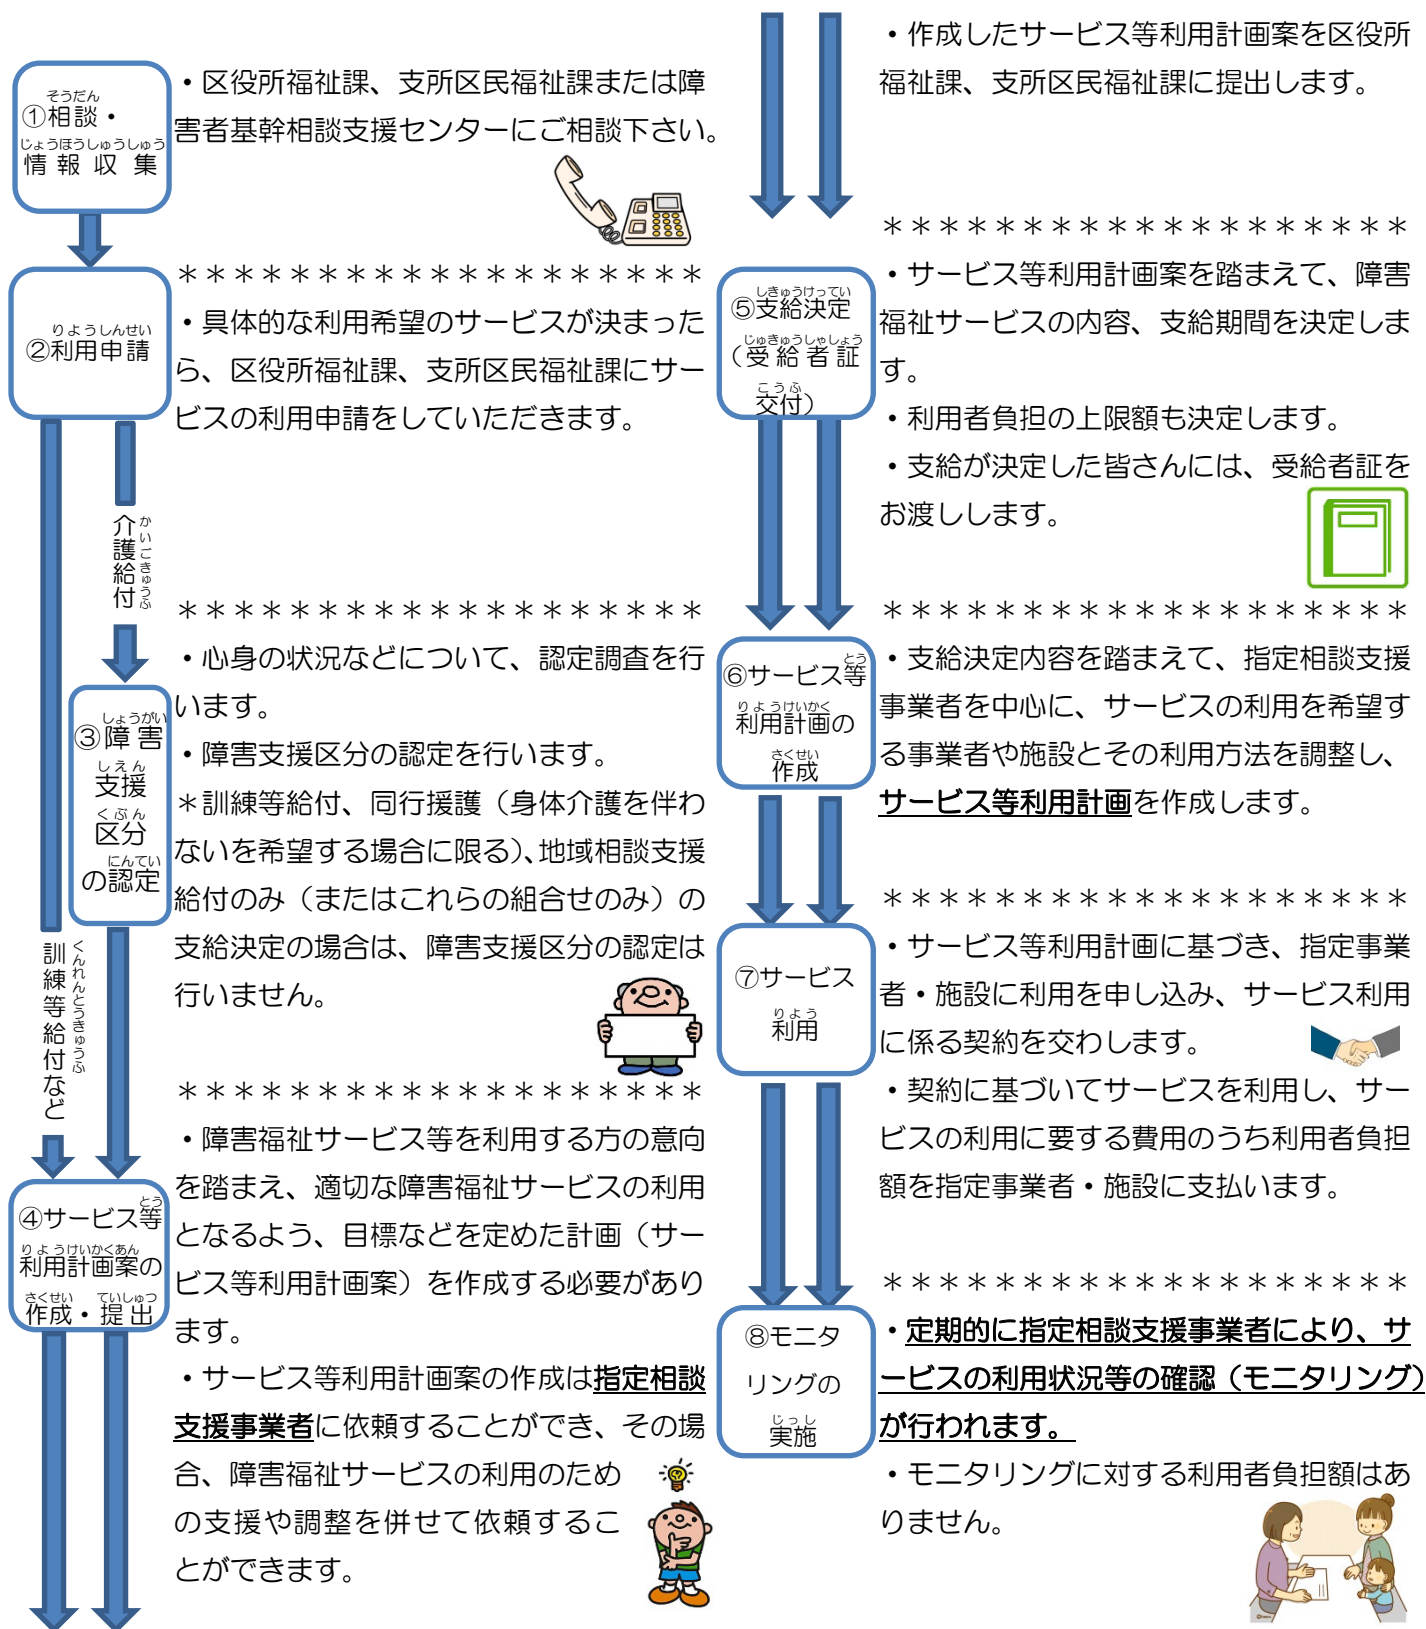 そうだん
①相談・
じょうほうしゅうしゅう
情報収集
・区役所福祉課、支所区民福祉課または障
害者基幹相談支援センターにご相談下さい。
＊＊＊＊＊＊＊＊＊＊＊＊＊＊＊＊＊＊＊
りようしんせい
②利用申請
・具体的な利用希望のサービスが決まった
ら、区役所福祉課、支所区民福祉課にサー
ビスの利用申請をしていただきます。
介護給付
かいごきゅうふ
＊＊＊＊＊＊＊＊＊＊＊＊＊＊＊＊＊＊＊
しょうがい
③障害
しえん
支援
くぶん
区分
にんてい
の認定
・心身の状況などについて、認定調査を行
います。
・障害支援区分の認定を行います。
＊訓練等給付、同行援護（身体介護を伴わ
ないを希望する場合に限る）、地域相談支援
給付のみ（またはこれらの組合せのみ）の
支給決定の場合は、障害支援区分の認定は
行いません。
訓練等給付など
くんれんとうきゅうふ
＊＊＊＊＊＊＊＊＊＊＊＊＊＊＊＊＊＊＊
とう
④サービス等
りようけいかくあん
利用計画案の
さくせい ていしゅつ
作成・提出
・障害福祉サービス等を利用する方の意向
を踏まえ、適切な障害福祉サービスの利用
となるよう、目標などを定めた計画（サー
ビス等利用計画案）を作成する必要があり
ます。
・サービス等利用計画案の作成は指定相談
支援事業者に依頼することができ、その場
合、障害福祉サービスの利用のため
の支援や調整を併せて依頼するこ
とができます。
・作成したサービス等利用計画案を区役所
福祉課、支所区民福祉課に提出します。
＊＊＊＊＊＊＊＊＊＊＊＊＊＊＊＊＊＊＊
しきゅうけってい
⑤支給決定
じゅきゅうしゃしょう
（受給者証
こうふ
交付）
・サービス等利用計画案を踏まえて、障害
福祉サービスの内容、支給期間を決定しま
す。
・利用者負担の上限額も決定します。
・支給が決定した皆さんには、受給者証を
お渡しします。
＊＊＊＊＊＊＊＊＊＊＊＊＊＊＊＊＊＊＊
とう
⑥サービス等
りようけいかく
利用計画の
さくせい
作成
・支給決定内容を踏まえて、指定相談支援
事業者を中心に、サービスの利用を希望す
る事業者や施設とその利用方法を調整し、
サービス等利用計画を作成します。
＊＊＊＊＊＊＊＊＊＊＊＊＊＊＊＊＊＊＊
⑦サービス
りよう
利用
・サービス等利用計画に基づき、指定事業
者・施設に利用を申し込み、サービス利用
に係る契約を交わします。
・契約に基づいてサービスを利用し、サー
ビスの利用に要する費用のうち利用者負担
額を指定事業者・施設に支払います。
＊＊＊＊＊＊＊＊＊＊＊＊＊＊＊＊＊＊＊
⑧モニタ
リングの
じっし
実施
・定期的に指定相談支援事業者により、サ
ービスの利用状況等の確認（モニタリング）
が行われます。
・モニタリングに対する利用者負担額はあ
りません。